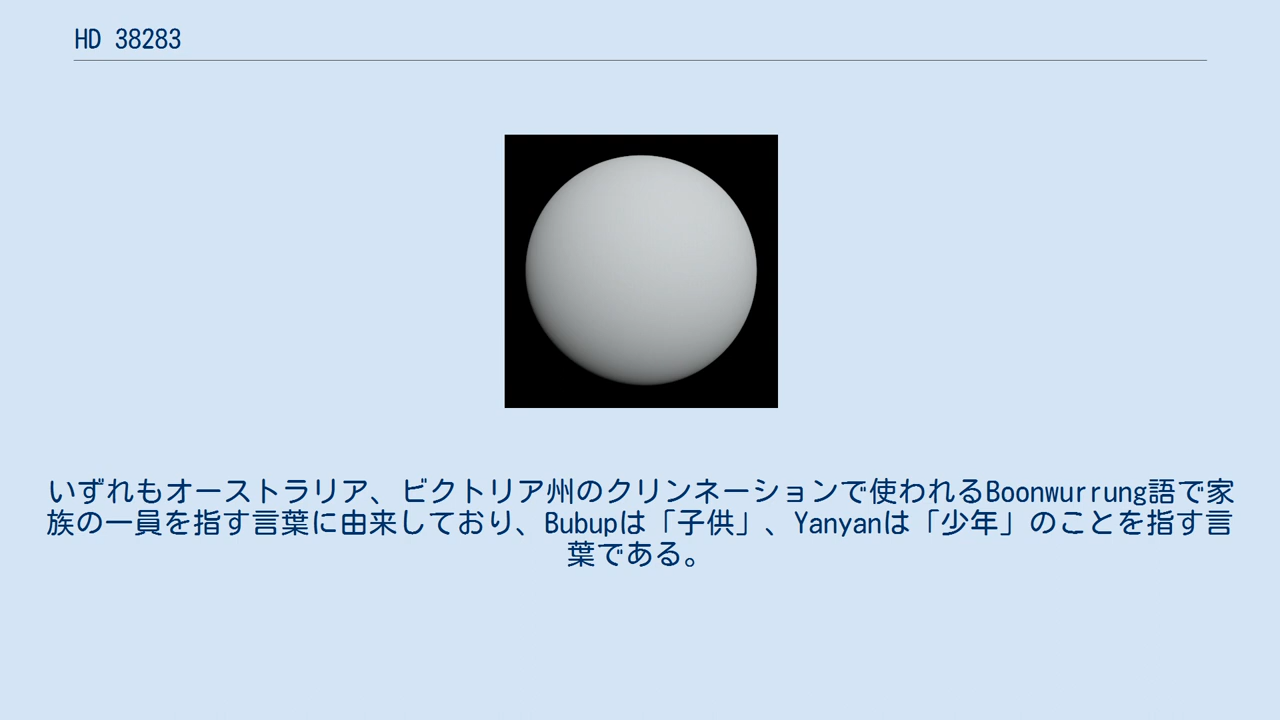 HD 38283
いずれもオーストラリア、ビクトリア州のクリンネーションで使われるBoonwurrung語で家
族の一員を指す言葉に由来しており、Bubupは「子供」、Yanyanは「少年」のことを指す言
葉である。